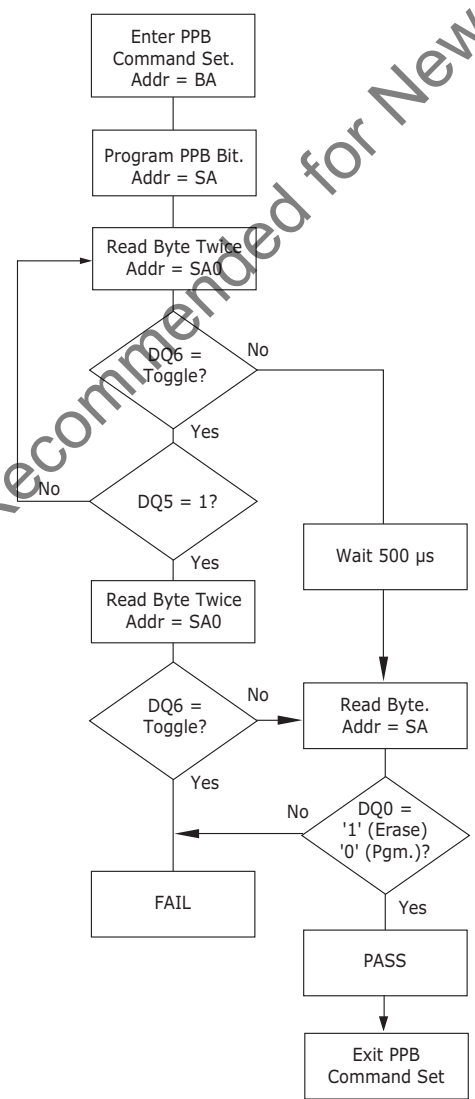 Enter PPB
Command Set.
Addr = BA
Program PPB Bit.
Addr = SA
Read Byte Twice
Addr = SA0
DQ6 =
Toggle?
No
Yes
DQ5 = 1?
No
Yes
Wait 500 µs
Read Byte Twice
Addr = SA0
DQ6 =
Toggle?
No
Yes
Read Byte.
Addr = SA
DQ0 =
'1' (Erase)
'0' (Pgm.)?
No
Yes
FAIL
PASS
Exit PPB
Command Set
Recommended for New